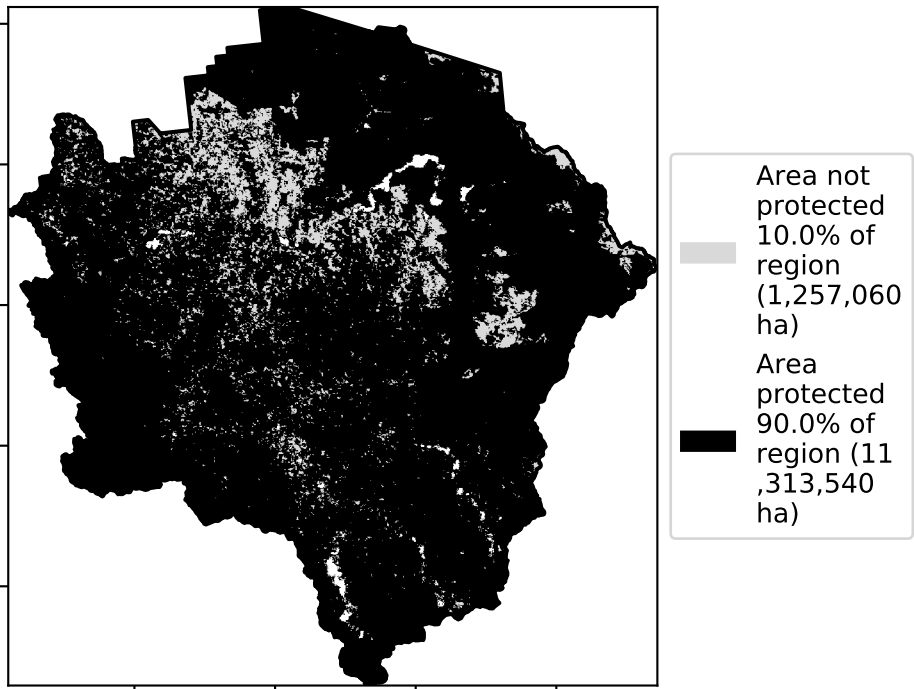 Area not
protected
10.0% of
region
(1,257,060
ha)
Area
protected
90.0% of
region (11
,313,540
ha)